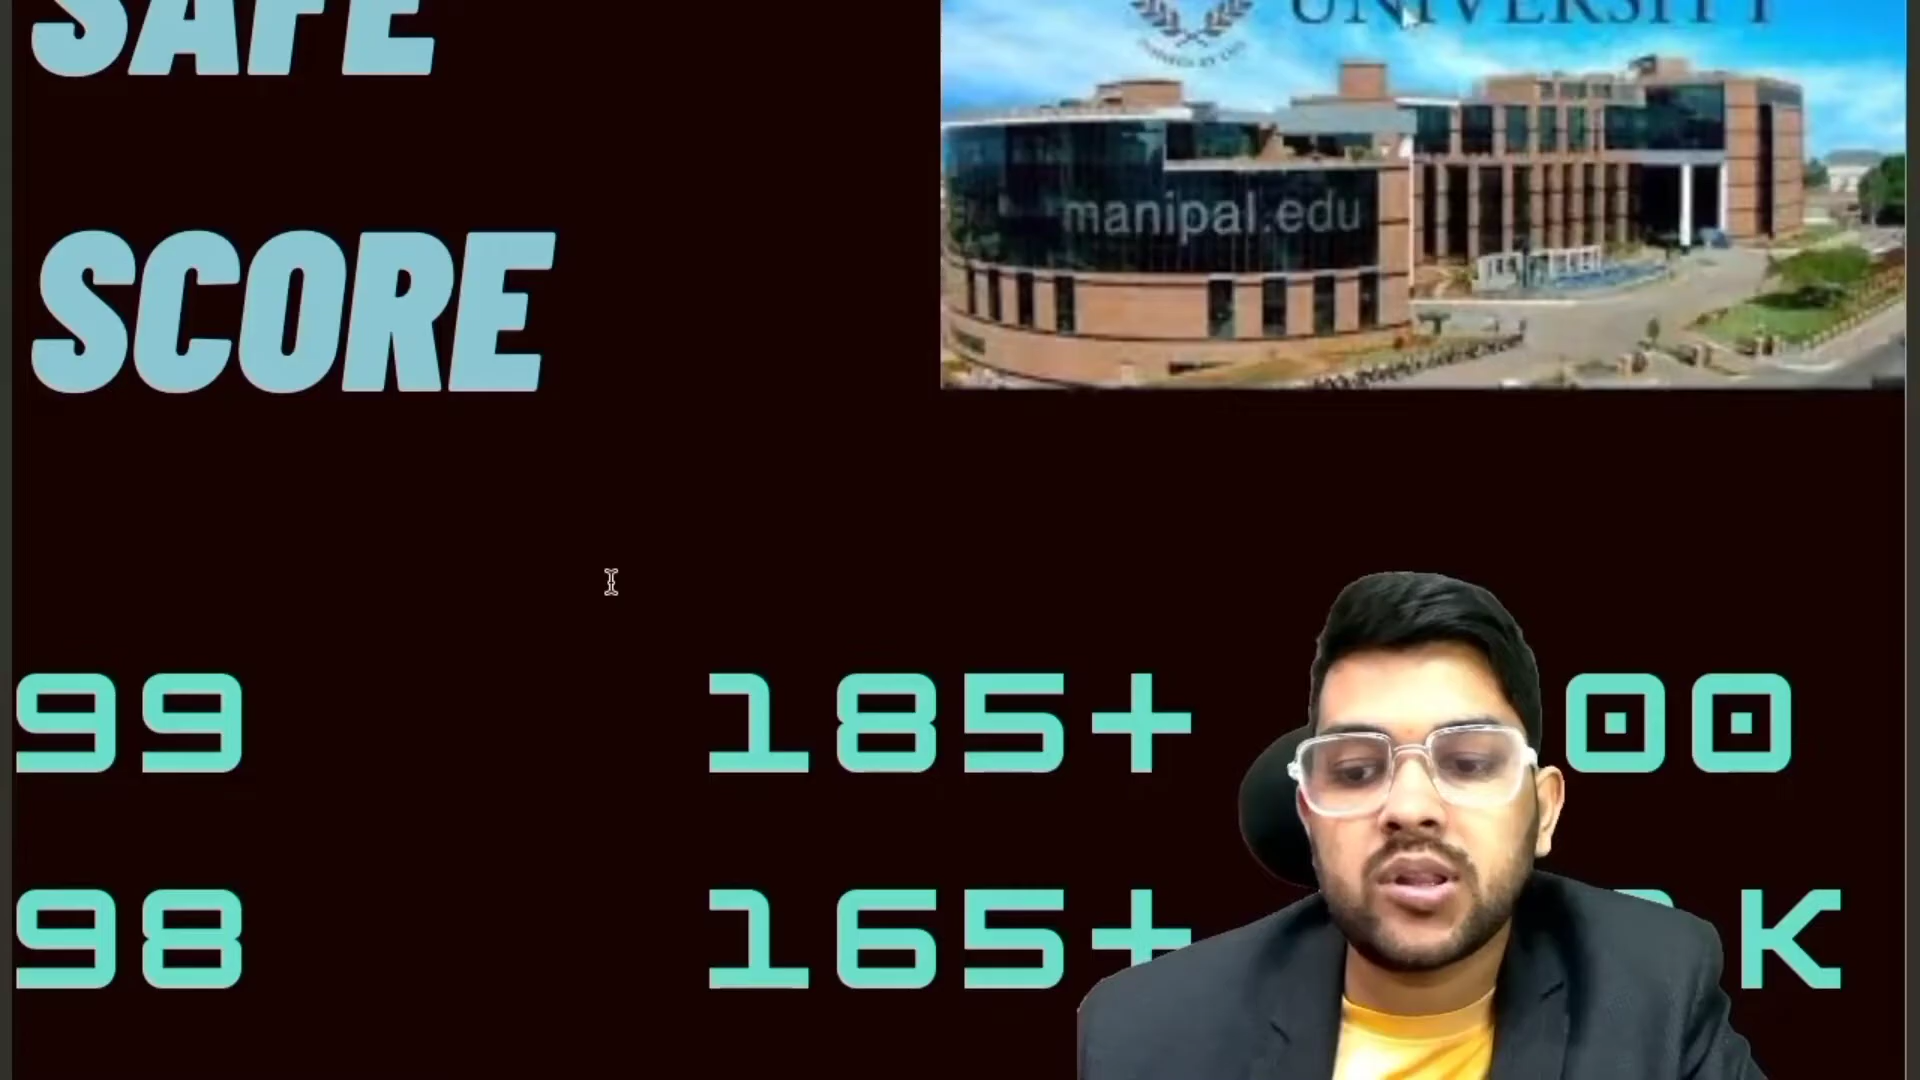 SAFE
UNIVERSITY
manipal.edu
SCORE
99 185+ 00
98 165+ K